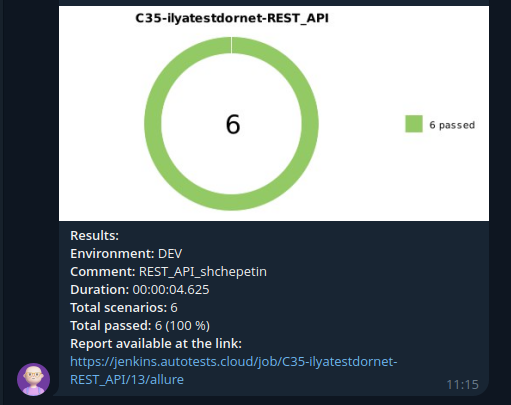 C35-ilyatestdornet-REST_API
6
6 passed
Results:
Environment: DEV
Comment: REST_API_shchepetin
Duration: 00:00:04.625
Total scenarios: 6
Total passed: 6 (100 %)
Report available at the link:
https://jenkins.autotests.cloud/job/C35-ilyatestdornet-
REST_API/13/allure
11:15